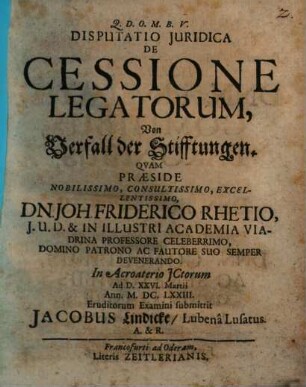 2.
Q. D. O. M. B. V.
DISPUTATIO JURIDICA
DE
CESSIONE
LEGATORUM,
Von
Verfall der Stifftungen.
QVAM
PRÆSIDE
NOBILISSIMO, CONSULTISSIMO, EXCEL-
LENTISSIMO,
DN. JOH FRIDERICO RHETIO,
J. U. D. & IN ILLUSTRI ACADEMIA VIA-
DRINA PROFESSORE CELEBERRIMO,
DOMINO PATRONO AC FAUTORE SUO SEMPER
DEVENERANDO.
In Acroaterio JCtorum
Ad D. XXVI. Martii
Ann. M. DC. LXXIII.
Eruditorum Examini submittit
JACOBUS Lindicke / Lubenâ Lusatus.
A. & R.
Francofurti ad Oderam,
Literis ZEITLERIANIS.